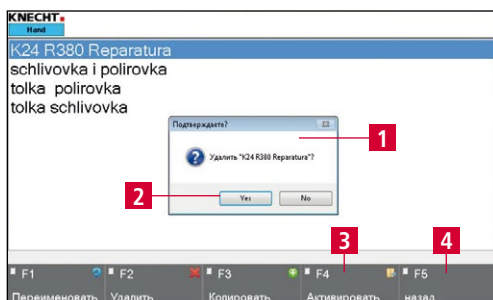 KNECHT
Hand
K24 R380 Reparatura
schlivovka i polirovka
tolka polirovka
tolka schlivovka
Подтверждаете?
1
Удалить "K24 R380 Reparatura"?
2
Yes
No
3
4
F1
F2
F3
F4
F5
Переименовать
Удалить
Копировать
Активировать
назад